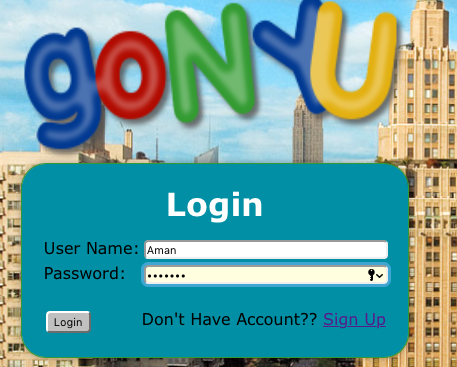 goNYU
Login
User Name: Aman
Password: •••••••
Login Don't Have Account?? Sign Up